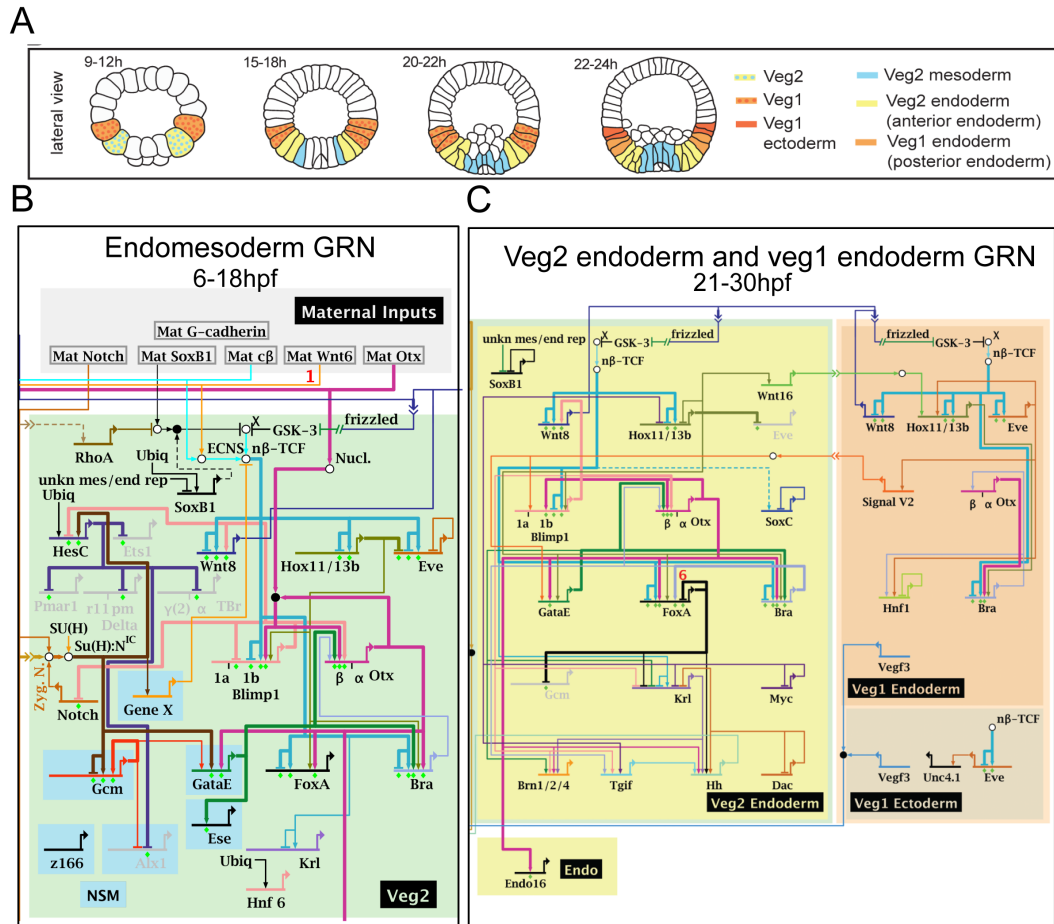 A
lateral view
9-12h
15-18h
20-22h
22-24h
Veg2
Veg1
Veg1
ectoderm
Veg2 mesoderm
Veg2 endoderm
(anterior endoderm)
Veg1 endoderm
(posterior endoderm)
B
Endomesoderm GRN
6-18hpf
Maternal Inputs
Mat G-cadherin
Mat Notch
Mat SoxB1
Mat cβ
Mat Wnt6
Mat Otx
1
frizzled
X
GSK-3
RhoA
Ubiq
ECNS
nβ-TCF
Nucl.
unkn mes/end rep
Ubiq
SoxB1
HesC
Ets1
Wnt8
Hox11/13b
Eve
Pmar1
r11pm
Delta
γ(2) α
TBr
SU(H)
Su(H):N^IC
Zyg. N.
Notch
Gene X
1a
1b
Blimp1
β
α
Otx
Gcm
GataE
FoxA
Bra
Ese
z166
Alx1
Ubiq
Krl
Hnf 6
NSM
Veg2
C
Veg2 endoderm and veg1 endoderm GRN
21-30hpf
unkn mes/end rep
X
GSK-3
frizzled
nβ-TCF
SoxB1
Wnt16
Wnt8
Hox11/13b
Eve
1a
1b
Blimp1
β
α
Otx
SoxC
6
GataE
FoxA
Bra
Gcm
Krl
Myc
Brn1/2/4
Tgif
Hh
Dac
Veg2 Endoderm
Endo16
Endo
frizzled
GSK-3
X
nβ-TCF
Wnt8
Hox11/13b
Eve
Signal V2
β
α
Otx
Hnf1
Bra
Vegf3
Veg1 Endoderm
nβ-TCF
Vegf3
Unc4.1
Eve
Veg1 Ectoderm